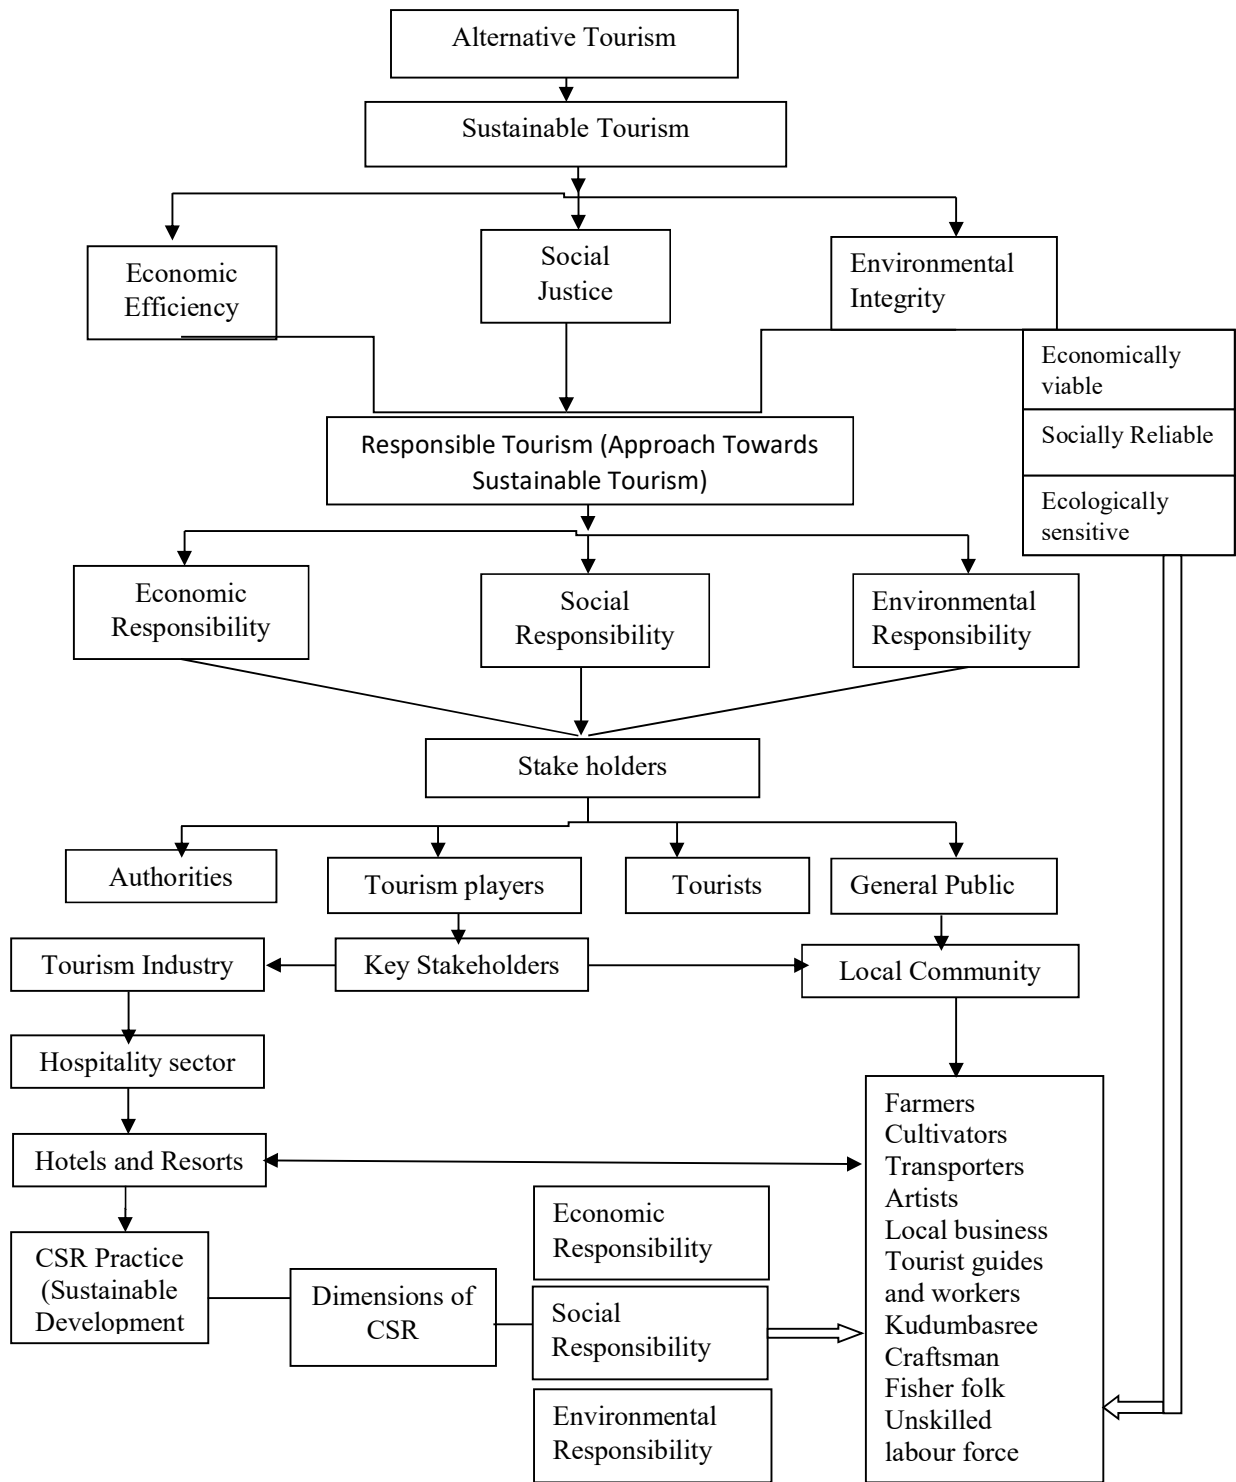 Alternative Tourism
Sustainable Tourism
Economic
Efficiency
Social
Justice
Environmental
Integrity
Economically
viable
Socially Reliable
Ecologically
sensitive
Responsible Tourism (Approach Towards
Sustainable Tourism)
Economic
Responsibility
Social
Responsibility
Environmental
Responsibility
Stake holders
Authorities
Tourism players
Tourists
General Public
Tourism Industry
Key Stakeholders
Local Community
Hospitality sector
Hotels and Resorts
CSR Practice
(Sustainable
Development
Dimensions of
CSR
Economic
Responsibility
Social
Responsibility
Environmental
Responsibility
Farmers
Cultivators
Transporters
Artists
Local business
Tourist guides
and workers
Kudumbasree
Craftsman
Fisher folk
Unskilled
labour force